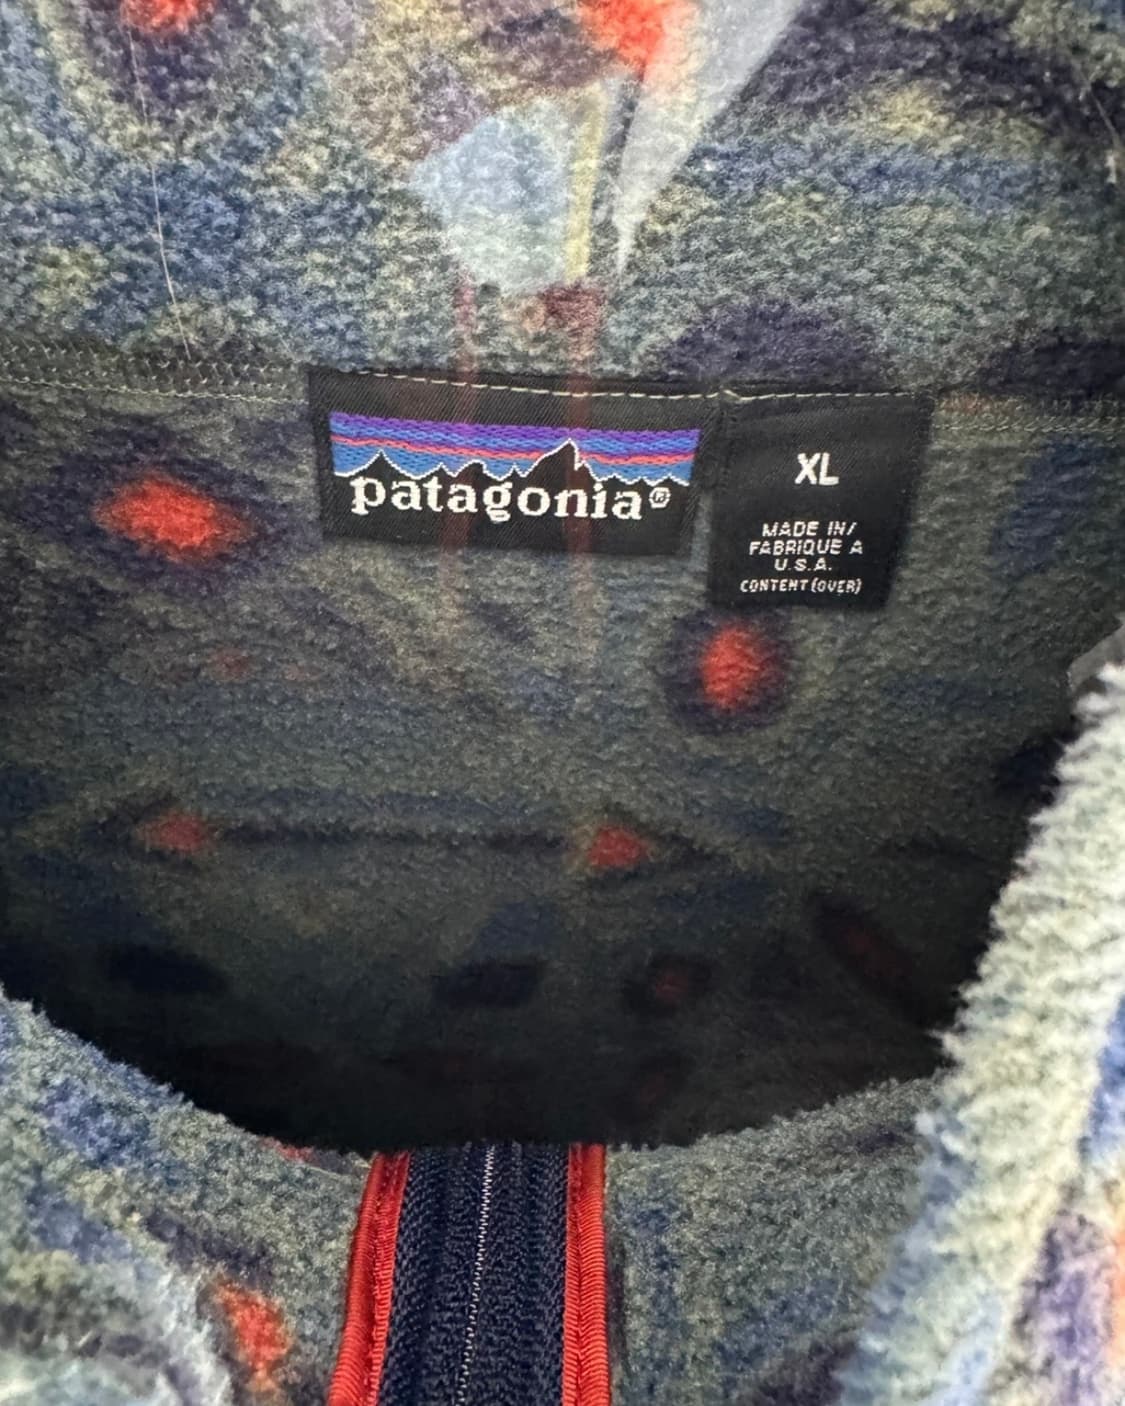 patagonia®
XL
MADE IN/
FABRIQUE A
U.S.A.
CONTENT (OVER)